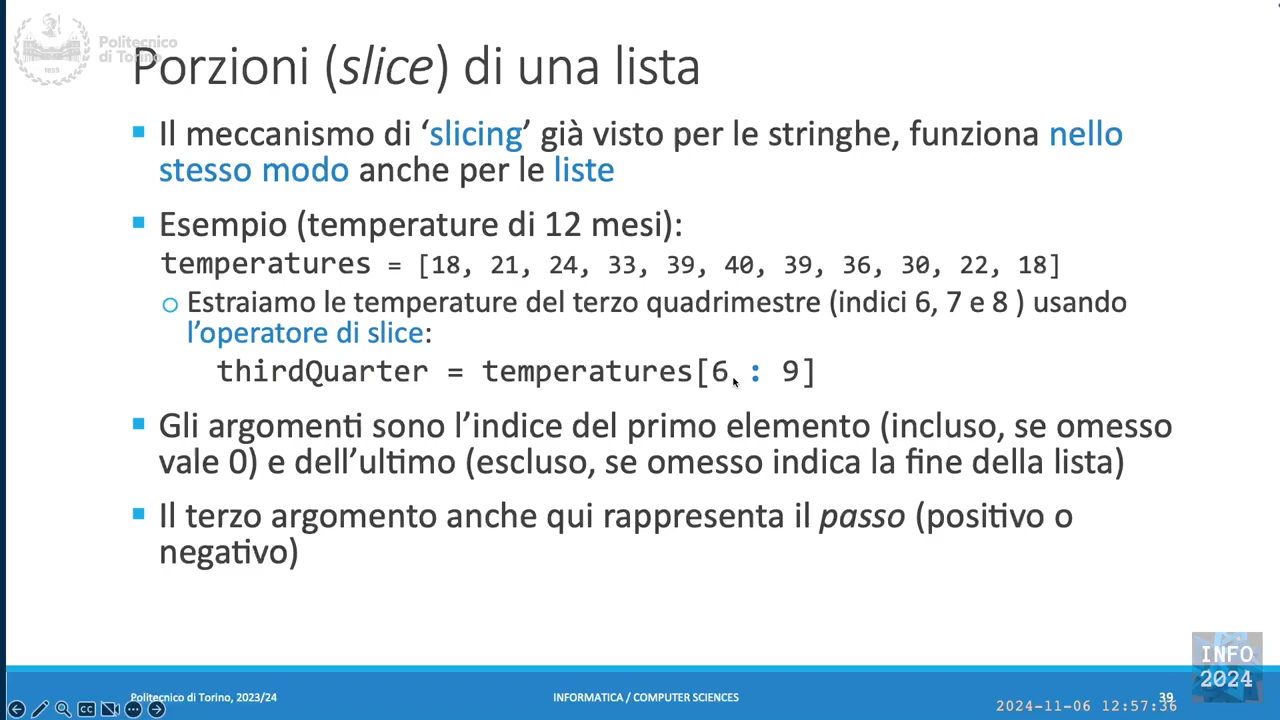 Politecnico
di Torino
Porzioni (slice) di una lista
Il meccanismo di ‘slicing’ già visto per le stringhe, funziona nello
stesso modo anche per le liste
Esempio (temperature di 12 mesi):
temperatures = [18, 21, 24, 33, 39, 40, 39, 36, 30, 22, 18]
Estraiamo le temperature del terzo quadrimestre (indici 6, 7 e 8 ) usando
l’operatore di slice:
thirdQuarter = temperatures[6 : 9]
Gli argomenti sono l’indice del primo elemento (incluso, se omesso
vale 0) e dell’ultimo (escluso, se omesso indica la fine della lista)
Il terzo argomento anche qui rappresenta il passo (positivo o
negativo)
INFO
2024
Politecnico di Torino, 2023/24
INFORMATICA / COMPUTER SCIENCES
39
2024-11-06 12:57:36